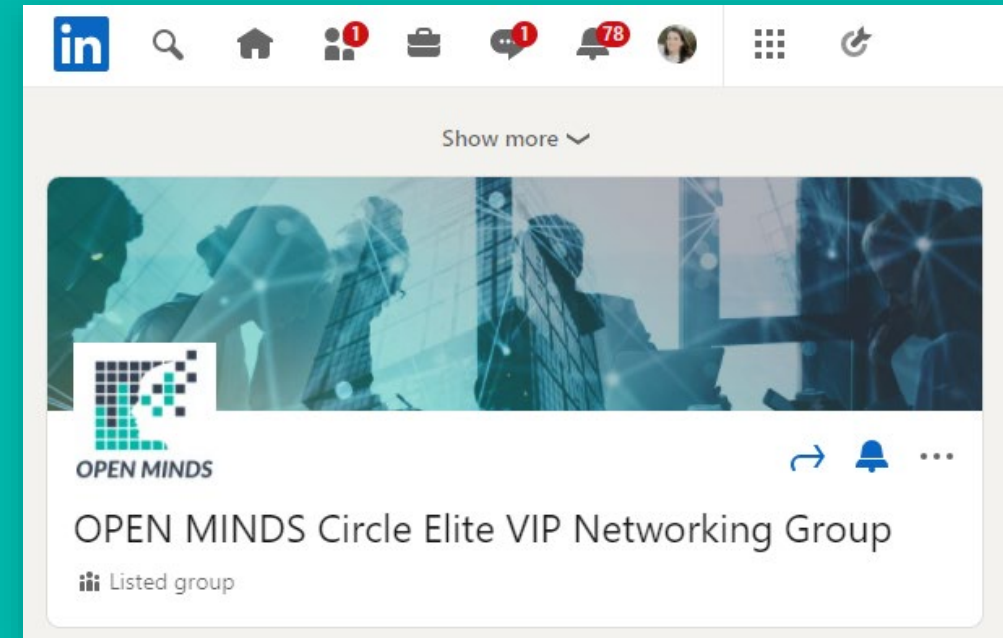 in
1
1
78
Show more
OPEN MINDS
OPEN MINDS Circle Elite VIP Networking Group
Listed group